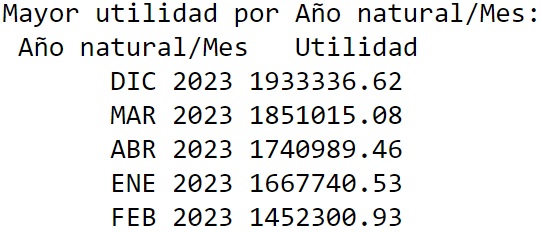 Mayor utilidad por Año natural/Mes:
Año natural/Mes   Utilidad
DIC 2023 1933336.62
MAR 2023 1851015.08
ABR 2023 1740989.46
ENE 2023 1667740.53
FEB 2023 1452300.93